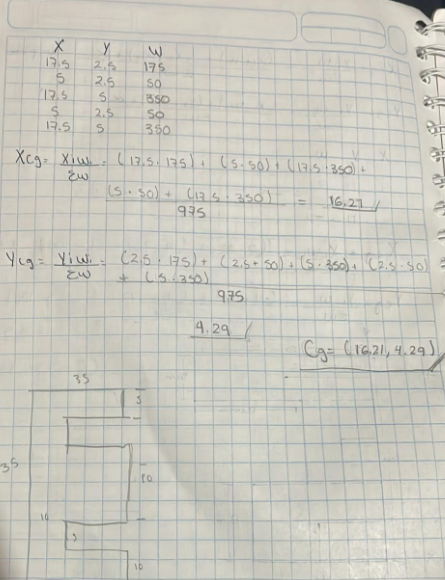 X Y W
17.5 2.5 175
5 2.5 50
17.5 5 350
5 2.5 50
17.5 5 350
Xcg = Xiw = (17.5 · 175) + (5 · 50) + (17.5 · 350) +
Σw
(5 · 50) + (17.5 · 350) = 16.21
975
Ycg = Yiw = (2.5 · 175) + (2.5 + 50) + (5 · 350) + (2.5 · 50)
Σw + (5 · 350)
975
4.29
Cg = (16.21, 4.29)
35
5
35
10
10
5
10